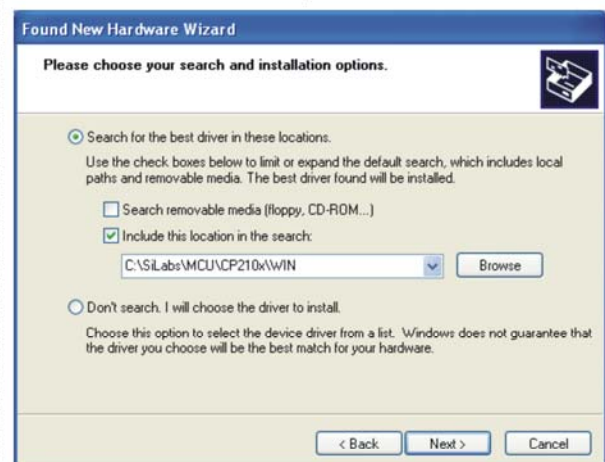 Found New Hardware Wizard
Please choose your search and installation options.
Search for the best driver in these locations.
Use the check boxes below to limit or expand the default search, which includes local
paths and removable media. The best driver found will be installed.
Search removable media (floppy, CD-ROM...)
Include this location in the search:
C:\SiLabs\MCU\CP210x\WIN
Browse
Don't search. I will choose the driver to install.
Choose this option to select the device driver from a list. Windows does not guarantee that
the driver you choose will be the best match for your hardware.
< Back Next > Cancel